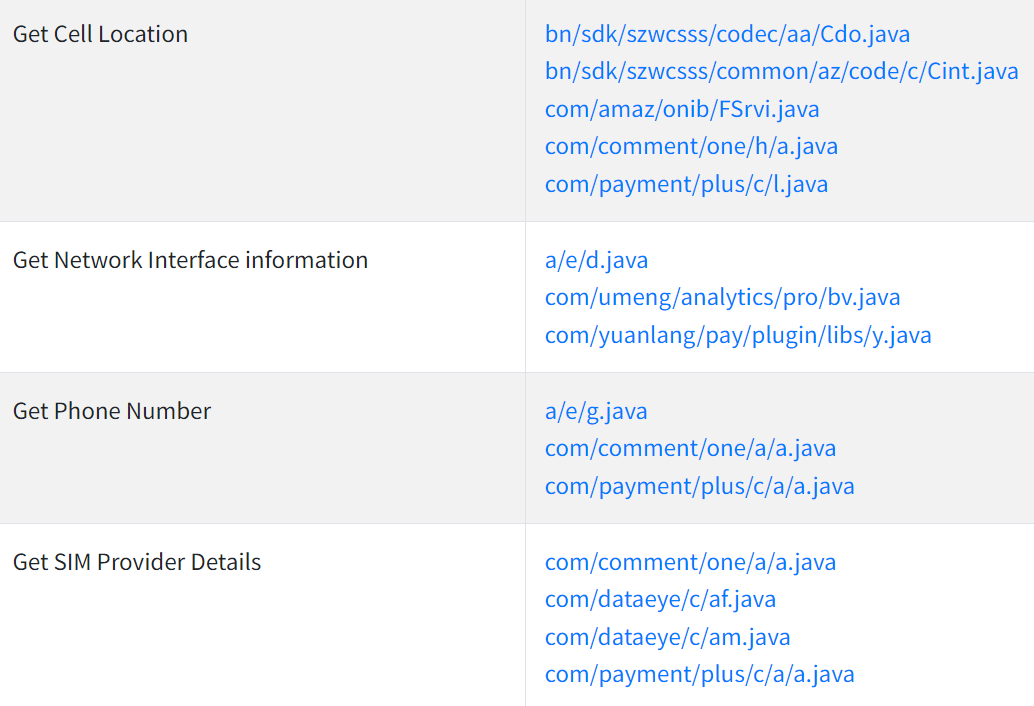 Get Cell Location
bn/sdk/szwcsss/codec/aa/Cdo.java
bn/sdk/szwcsss/common/az/code/c/Cint.java
com/amaz/onib/FSrvi.java
com/comment/one/h/a.java
com/payment/plus/c/l.java
Get Network Interface information
a/e/d.java
com/umeng/analytics/pro/bv.java
com/yuanlang/pay/plugin/libs/y.java
Get Phone Number
a/e/g.java
com/comment/one/a/a.java
com/payment/plus/c/a/a.java
Get SIM Provider Details
com/comment/one/a/a.java
com/dataeye/c/af.java
com/dataeye/c/am.java
com/payment/plus/c/a/a.java